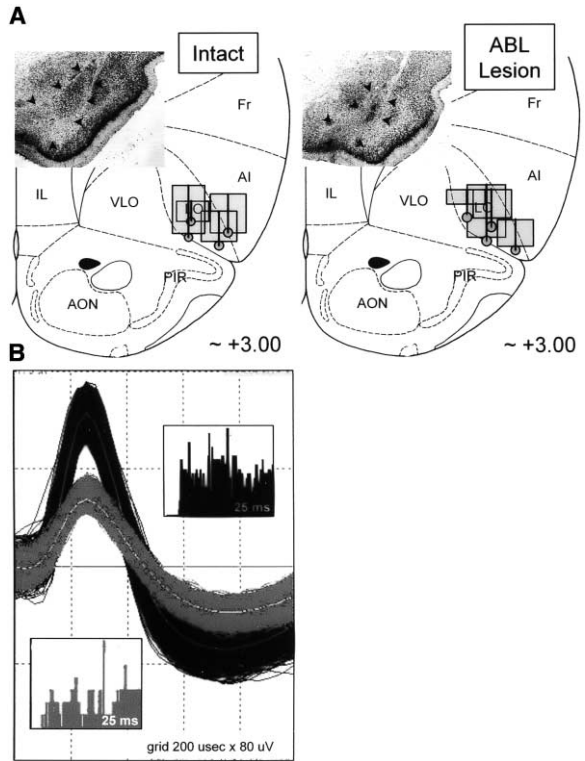 A
Intact
ABL
Lesion
Fr
AI
IL
VLO
LO
PIR
AON
~ +3.00
Fr
AI
IL
VLO
PIR
AON
~ +3.00
B
25 ms
25 ms
grid 200 usec x 80 uV